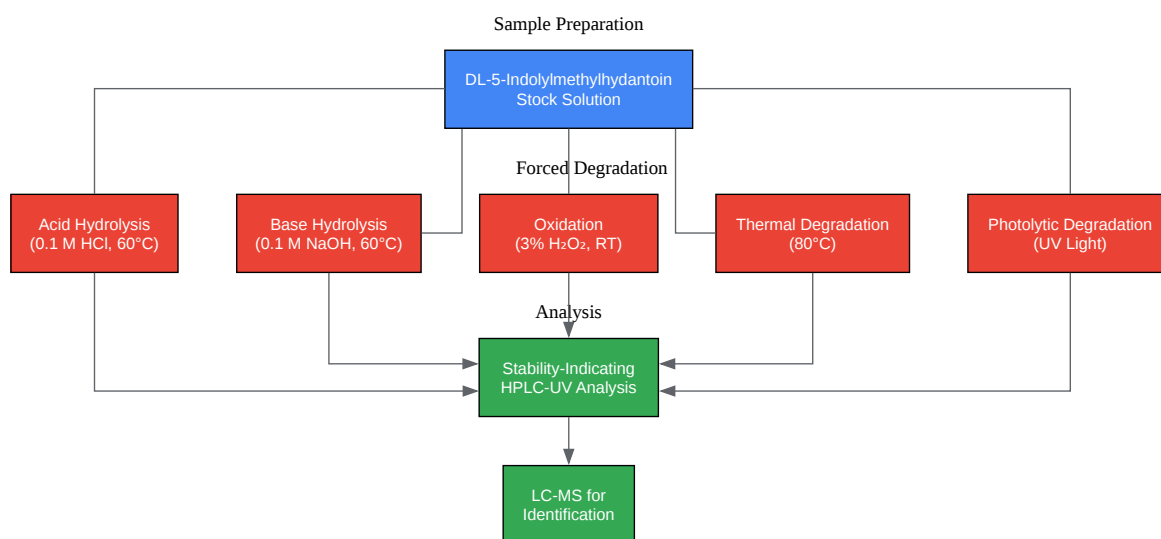 Sample Preparation
DL-5-Indolylmethylhydantoin
Stock Solution
Forced Degradation
Acid Hydrolysis
(0.1 M HCl, 60°C)
Base Hydrolysis
(0.1 M NaOH, 60°C)
Oxidation
(3% H₂O₂, RT)
Thermal Degradation
(80°C)
Photolytic Degradation
(UV Light)
Analysis
Stability-Indicating
HPLC-UV Analysis
LC-MS for
Identification